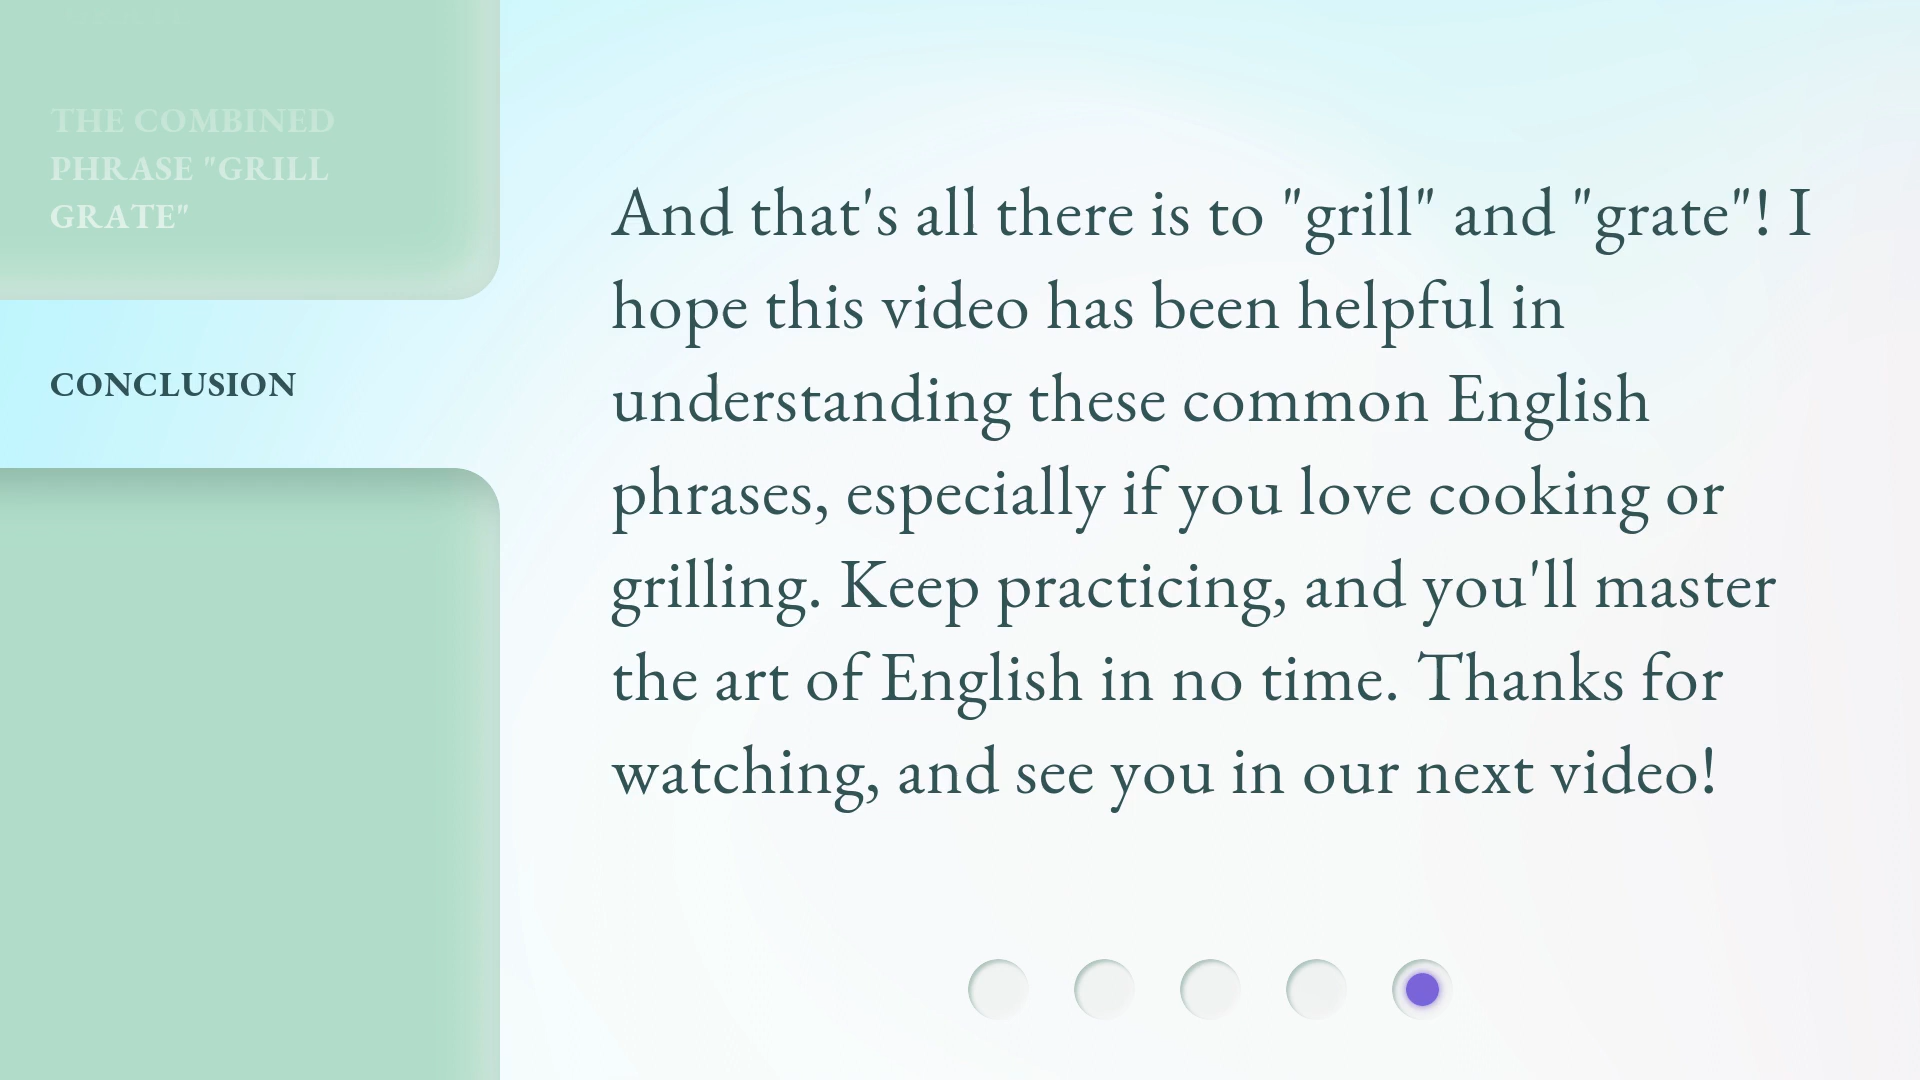 THE COMBINED
PHRASE "GRILL
GRATE"
CONCLUSION
And that's all there is to "grill" and "grate"! I
hope this video has been helpful in
understanding these common English
phrases, especially if you love cooking or
grilling. Keep practicing, and you'll master
the art of English in no time. Thanks for
watching, and see you in our next video!